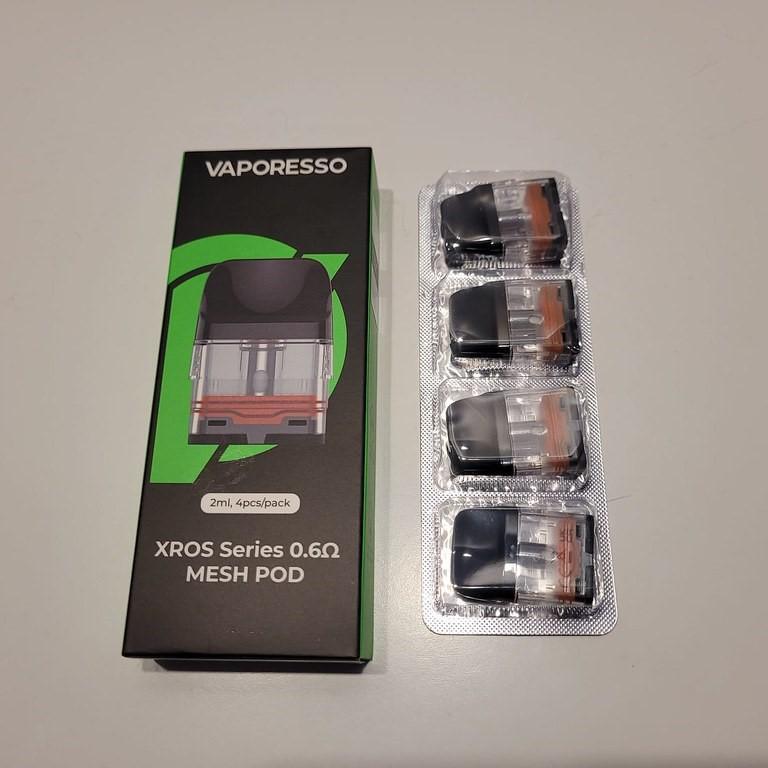 VAPORESSO
2ml, 4pcs/pack
XROS Series 0.6Ω
MESH POD